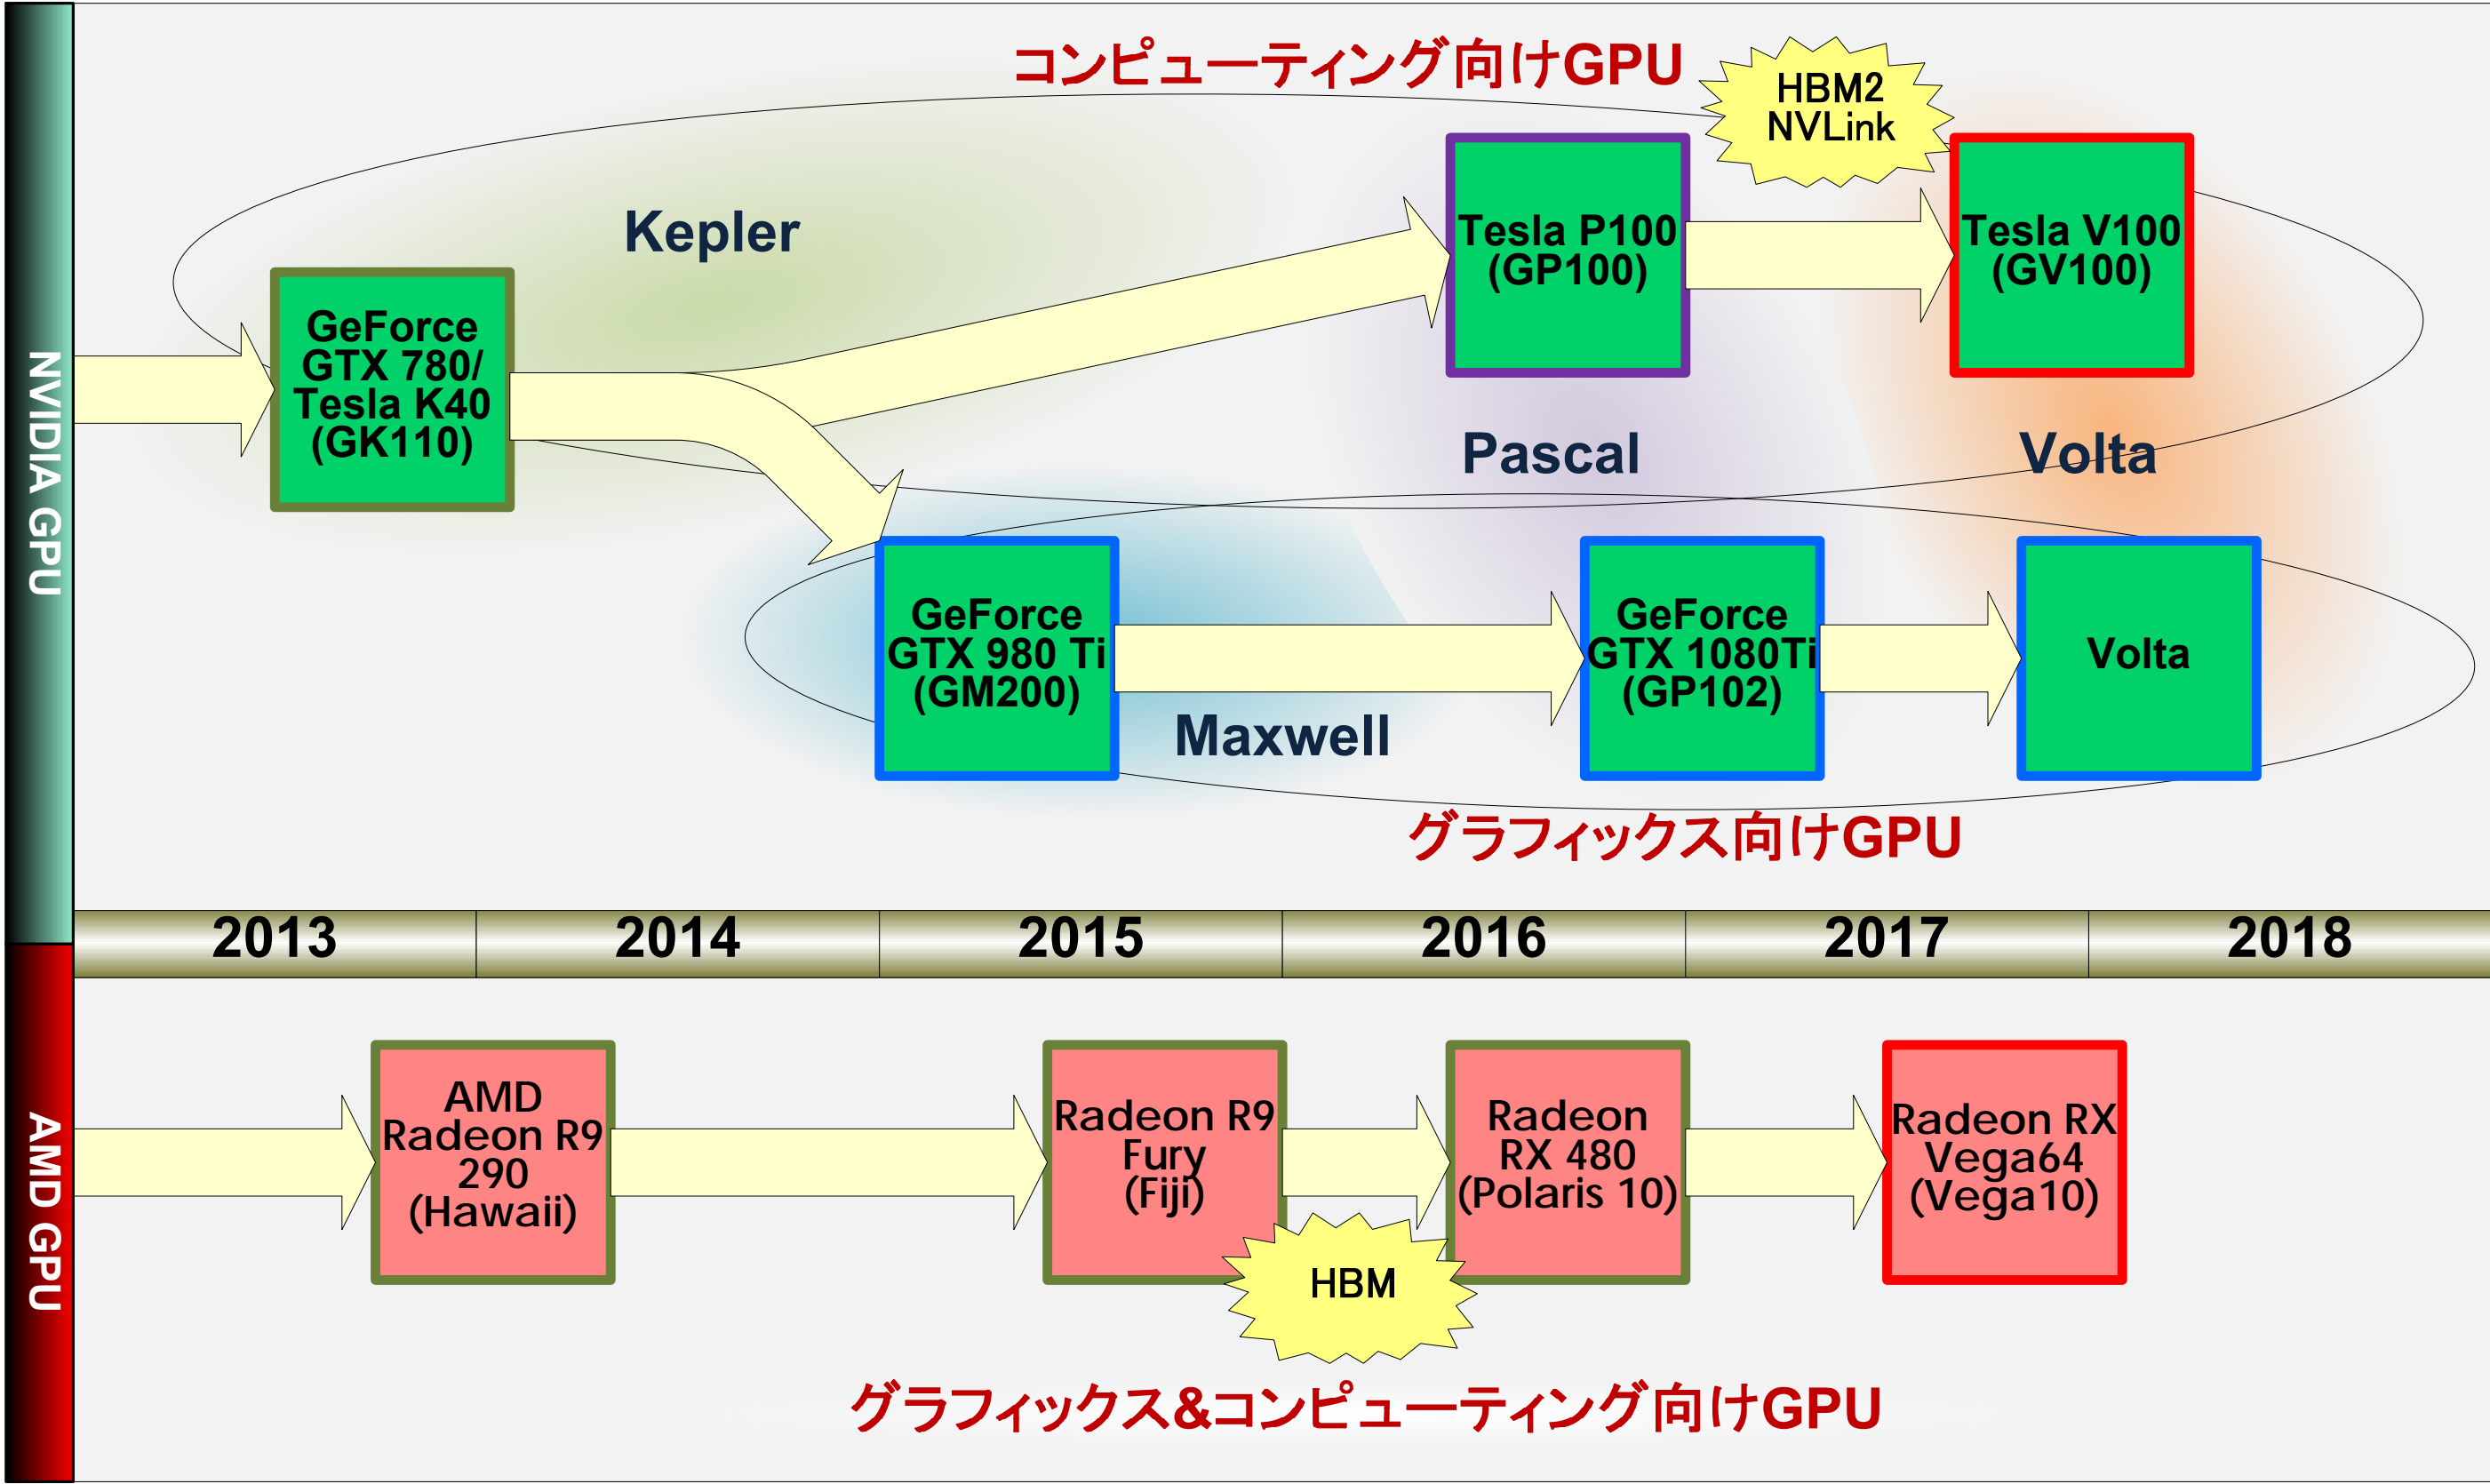 コンピューティング向けGPU
HBM2
NVLink
Kepler
Tesla P100
(GP100)
Tesla V100
(GV100)
GeForce
GTX 780/
Tesla K40
(GK110)
NVIDIA GPU
Pascal
Volta
GeForce
GTX 980 Ti
(GM200)
GeForce
GTX 1080Ti
(GP102)
Volta
Maxwell
グラフィックス向けGPU
2013
2014
2015
2016
2017
2018
AMD GPU
AMD
Radeon R9
290
(Hawaii)
Radeon R9
Fury
(Fiji)
Radeon
RX 480
(Polaris 10)
Radeon RX
Vega64
(Vega10)
HBM
グラフィックス&コンピューティング向けGPU